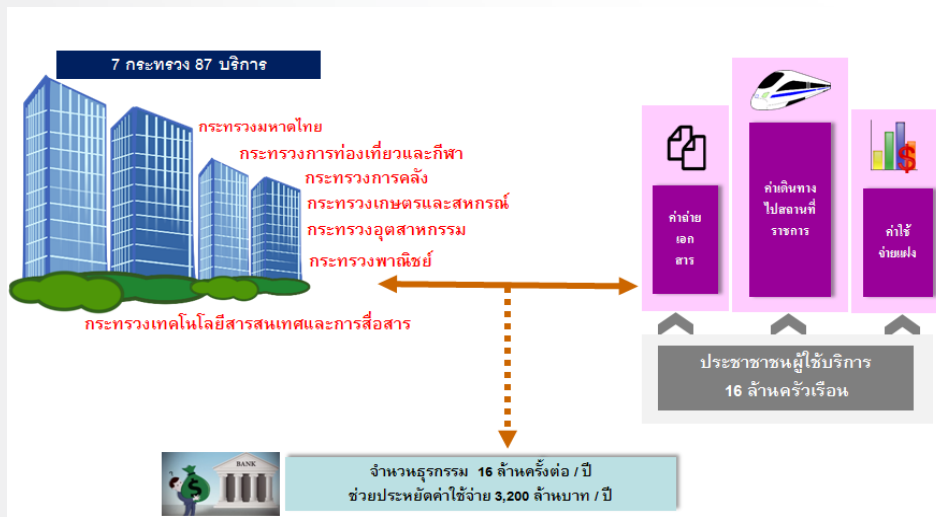 7 กระทรวง 87 บริการ
กระทรวงมหาดไทย
กระทรวงการท่องเที่ยวและกีฬา
กระทรวงการคลัง
กระทรวงเกษตรและสหกรณ์
กระทรวงอุตสาหกรรม
กระทรวงพาณิชย์
กระทรวงเทคโนโลยีสารสนเทศและการสื่อสาร
ค่าถ่าย
เอก
สาร
ค่าเดินทาง
ไปสถานที่
ราชการ
ค่าใช้
จ่ายแฝง
ประชาชาชนผู้ใช้บริการ
16 ล้านครัวเรือน
BANK
จำนวนธุรกรรม 16 ล้านครั้งต่อ / ปี
ช่วยประหยัดค่าใช้จ่าย 3,200 ล้านบาท / ปี